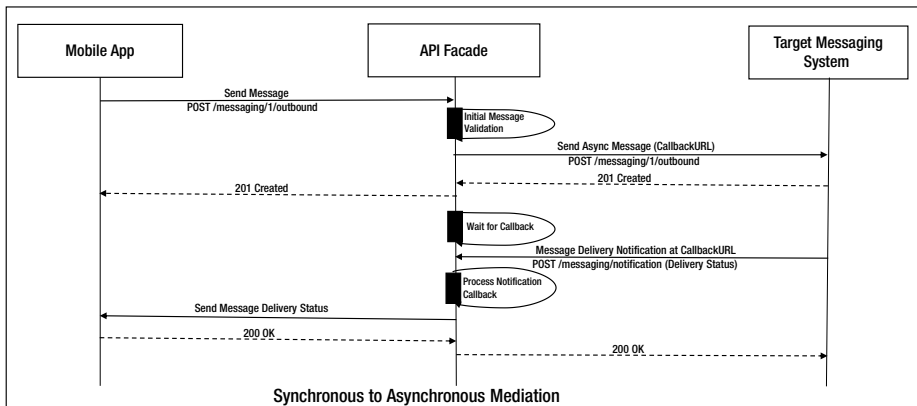 Mobile App
API Facade
Target Messaging
System
Send Message
POST /messaging/1/outbound
Initial Message
Validation
Send Async Message (CallbackURL)
POST /messaging/1/outbound
201 Created
201 Created
Wait for Callback
Message Delivery Notification at CallbackURL
POST /messaging/notification (Delivery Status)
Process Notification
Callback
Send Message Delivery Status
200 OK
200 OK
Synchronous to Asynchronous Mediation